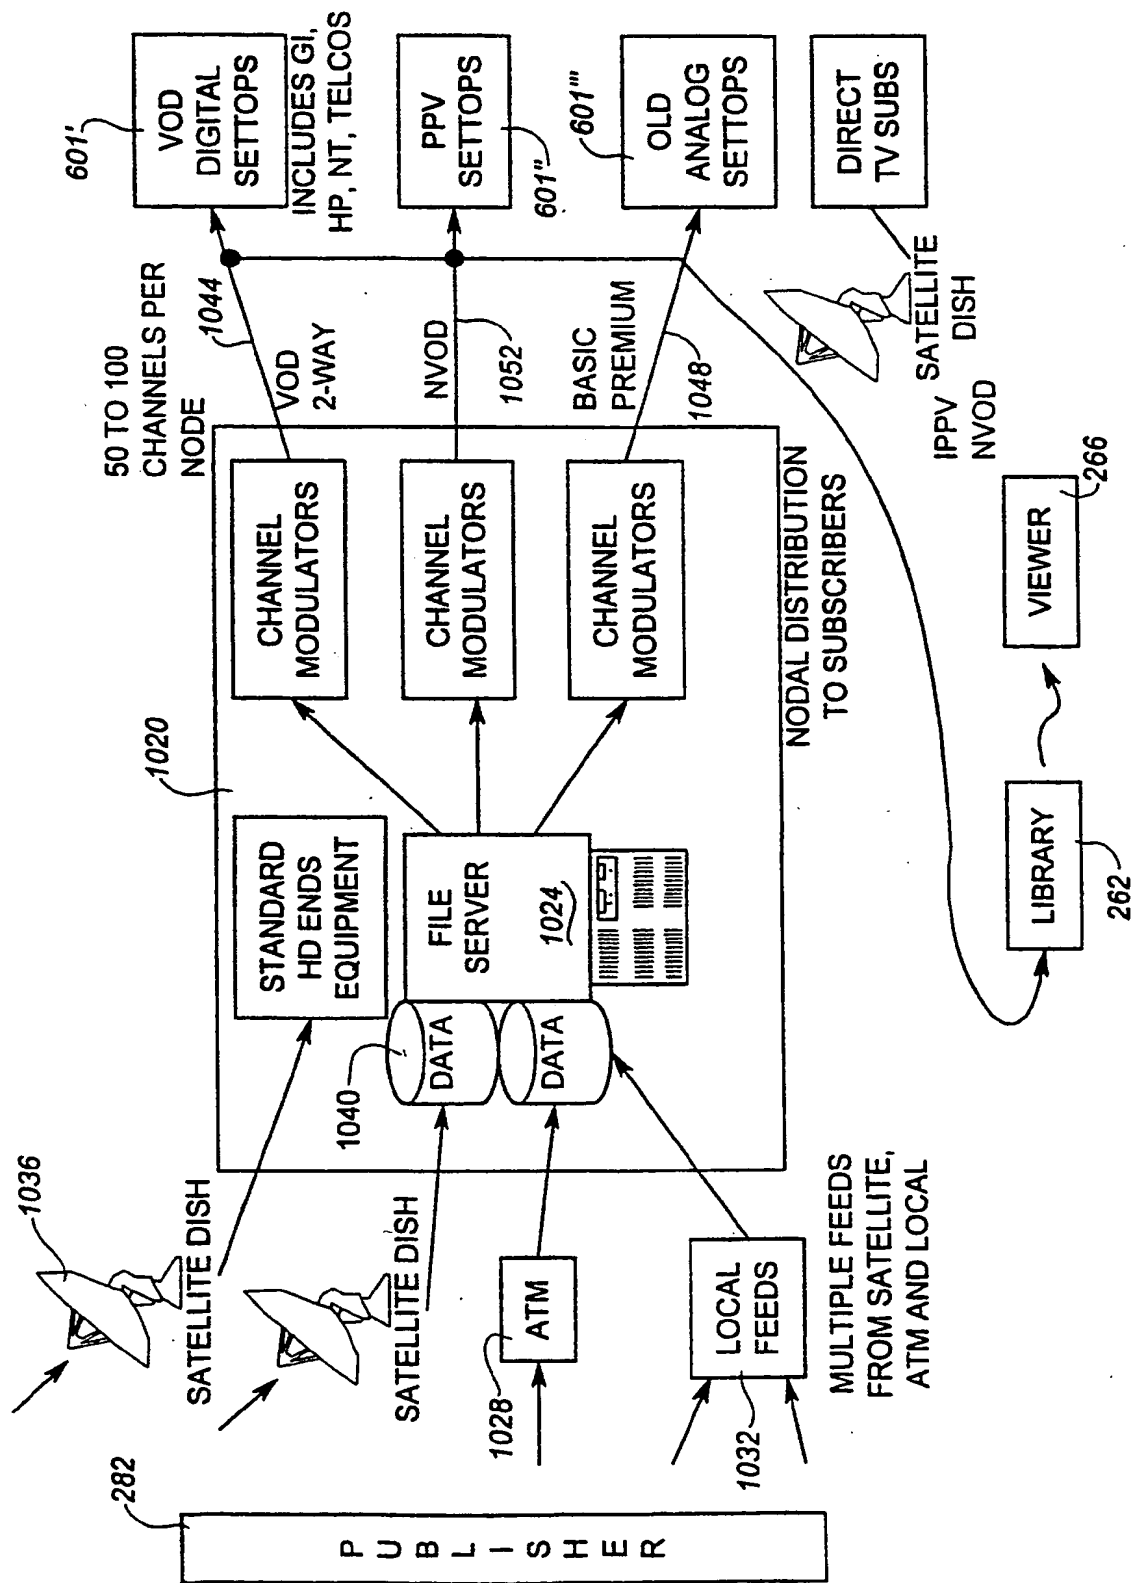 282
PUBLISHER
1036
SATELLITE DISH
SATELLITE DISH
1028
ATM
1032
LOCAL
FEEDS
MULTIPLE FEEDS
FROM SATELLITE,
ATM AND LOCAL
1020
STANDARD
HD ENDS
EQUIPMENT
1040
DATA
DATA
FILE
SERVER
1024
CHANNEL
MODULATORS
CHANNEL
MODULATORS
CHANNEL
MODULATORS
NODAL DISTRIBUTION
TO SUBSCRIBERS
50 TO 100
CHANNELS PER
NODE
1044
VOD
2-WAY
NVOD
1052
BASIC
PREMIUM
1048
601'
VOD
DIGITAL
SETTOPS
INCLUDES GI,
HP, NT, TELCOS
PPV
SETTOPS
601"
601'''
OLD
ANALOG
SETTOPS
DIRECT
TV SUBS
SATELLITE
DISH
IPPV
NVOD
LIBRARY
262
VIEWER
266